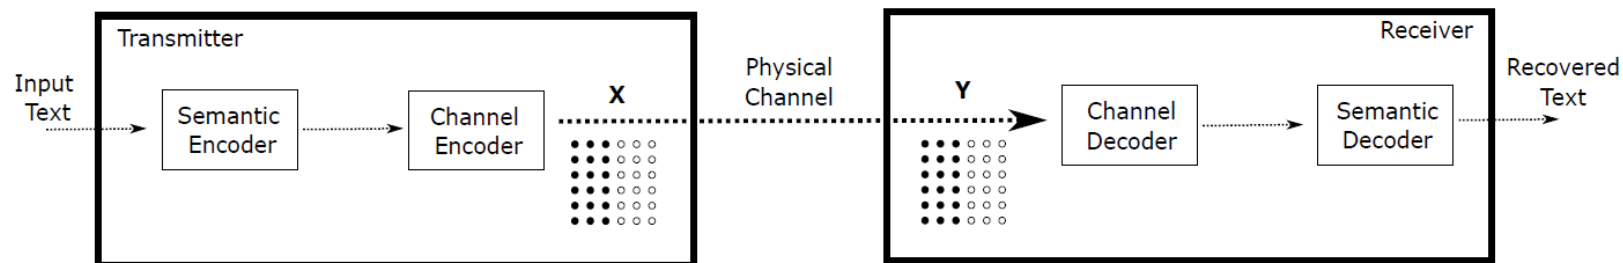 Transmitter
Receiver
Input
Text
Semantic
Encoder
Channel
Encoder
X
Physical
Channel
Y
Channel
Decoder
Semantic
Decoder
Recovered
Text